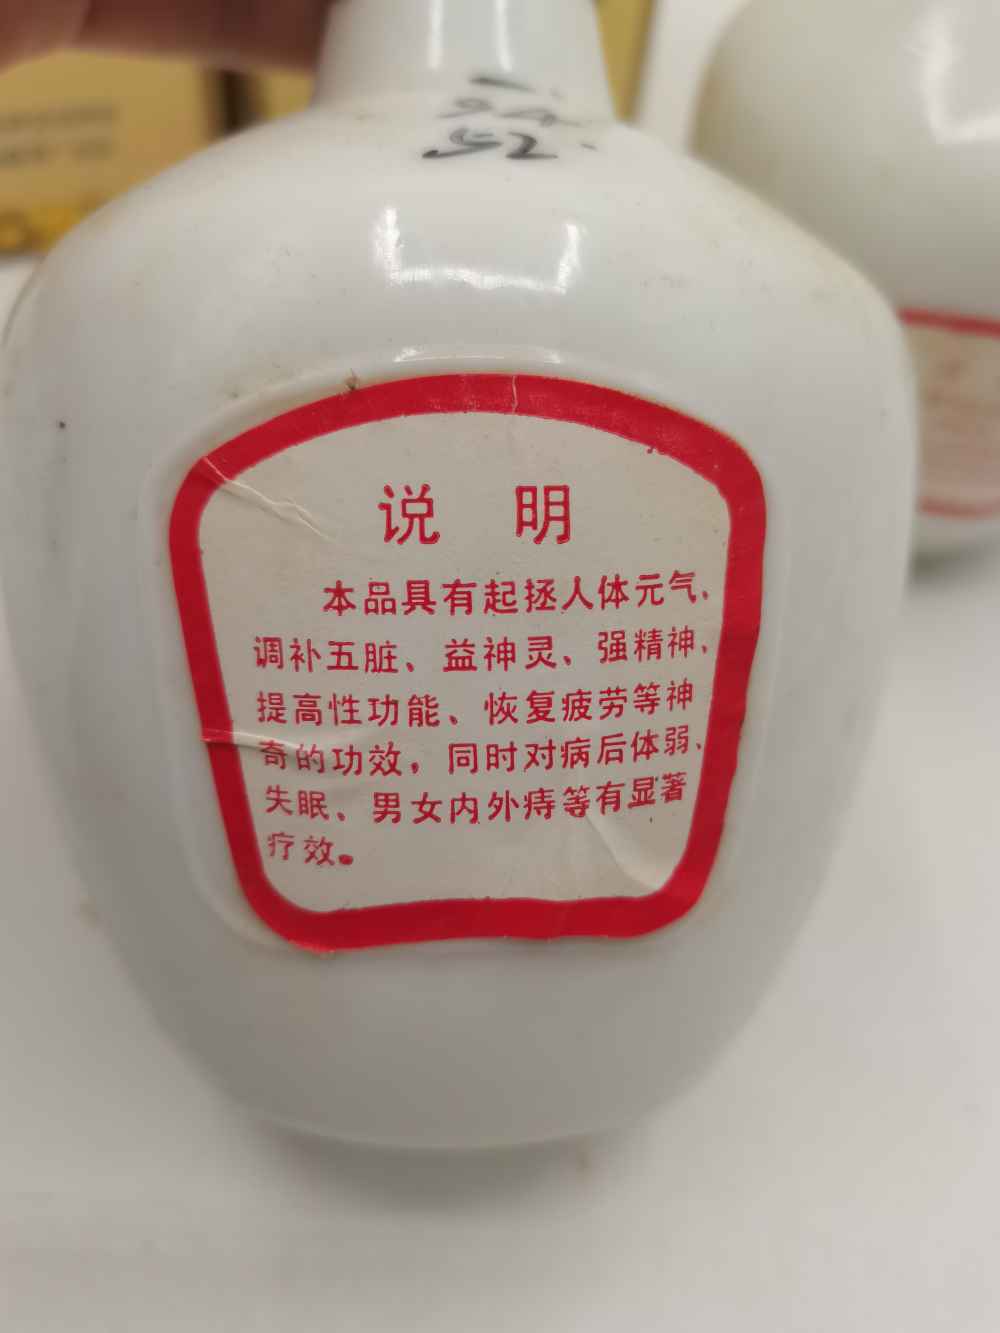 说 明
本品具有起拯人体元气、
调补五脏、益神灵、强精神、
提高性功能、恢复疲劳等神
奇的功效，同时对病后体弱、
失眠、男女内外痔等有显著
疗效。